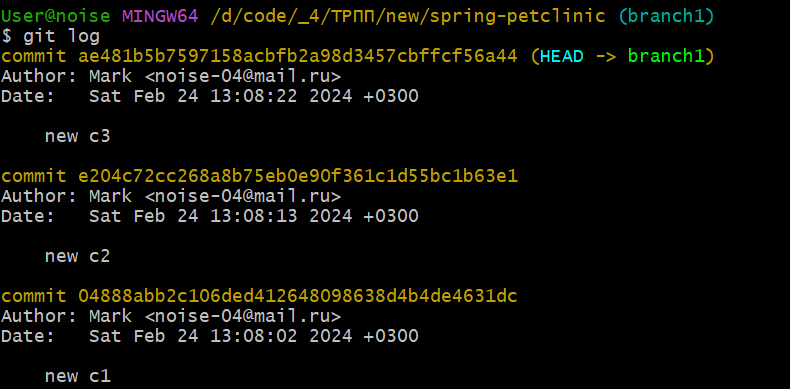 User@noise MINGW64 /d/code/_4/ТРПП/new/spring-petclinic (branch1)
$ git log
commit ae481b5b7597158acbfb2a98d3457cbffcf56a44 (HEAD -> branch1)
Author: Mark <noise-04@mail.ru>
Date:   Sat Feb 24 13:08:22 2024 +0300
new c3
commit e204c72cc268a8b75eb0e90f361c1d55bc1b63e1
Author: Mark <noise-04@mail.ru>
Date:   Sat Feb 24 13:08:13 2024 +0300
new c2
commit 04888abb2c106ded412648098638d4b4de4631dc
Author: Mark <noise-04@mail.ru>
Date:   Sat Feb 24 13:08:02 2024 +0300
new c1